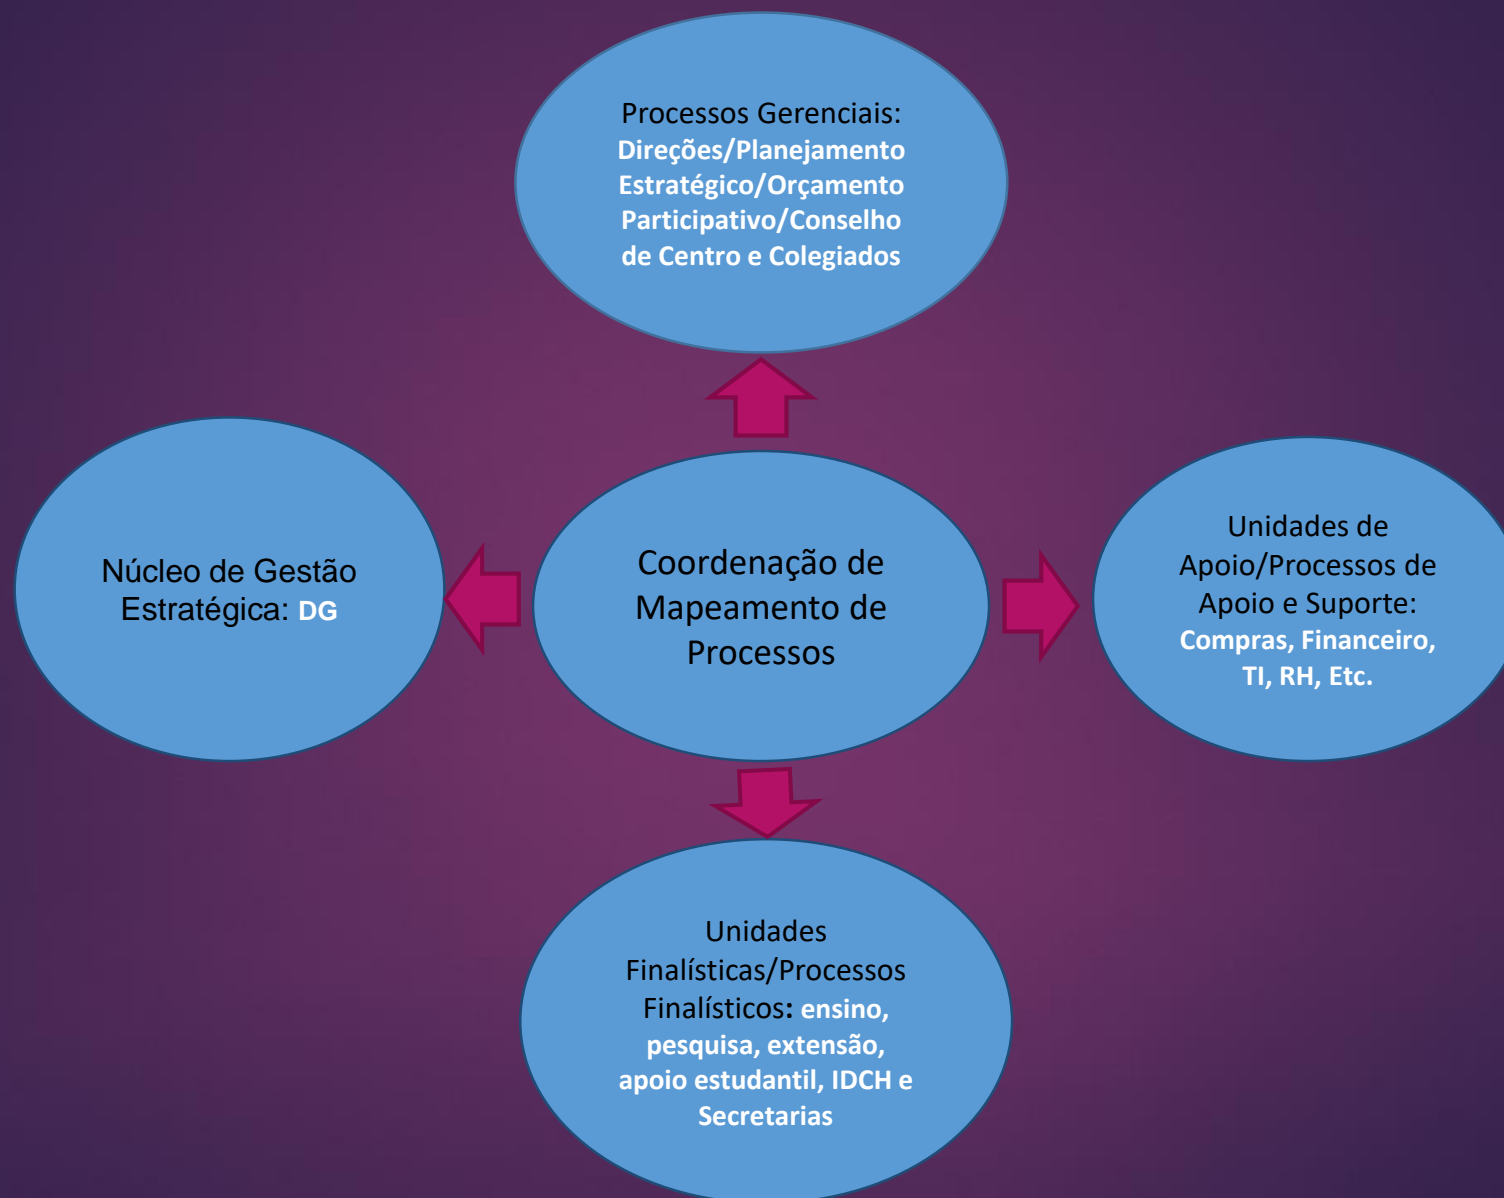 Processos Gerenciais:
Direções/Planejamento
Estratégico/Orçamento
Participativo/Conselho
de Centro e Colegiados
Núcleo de Gestão
Estratégica: DG
Coordenação de
Mapeamento de
Processos
Unidades de
Apoio/Processos de
Apoio e Suporte:
Compras, Financeiro,
TI, RH, Etc.
Unidades
Finalísticas/Processos
Finalísticos: ensino,
pesquisa, extensão,
apoio estudantil, IDCH e
Secretarias